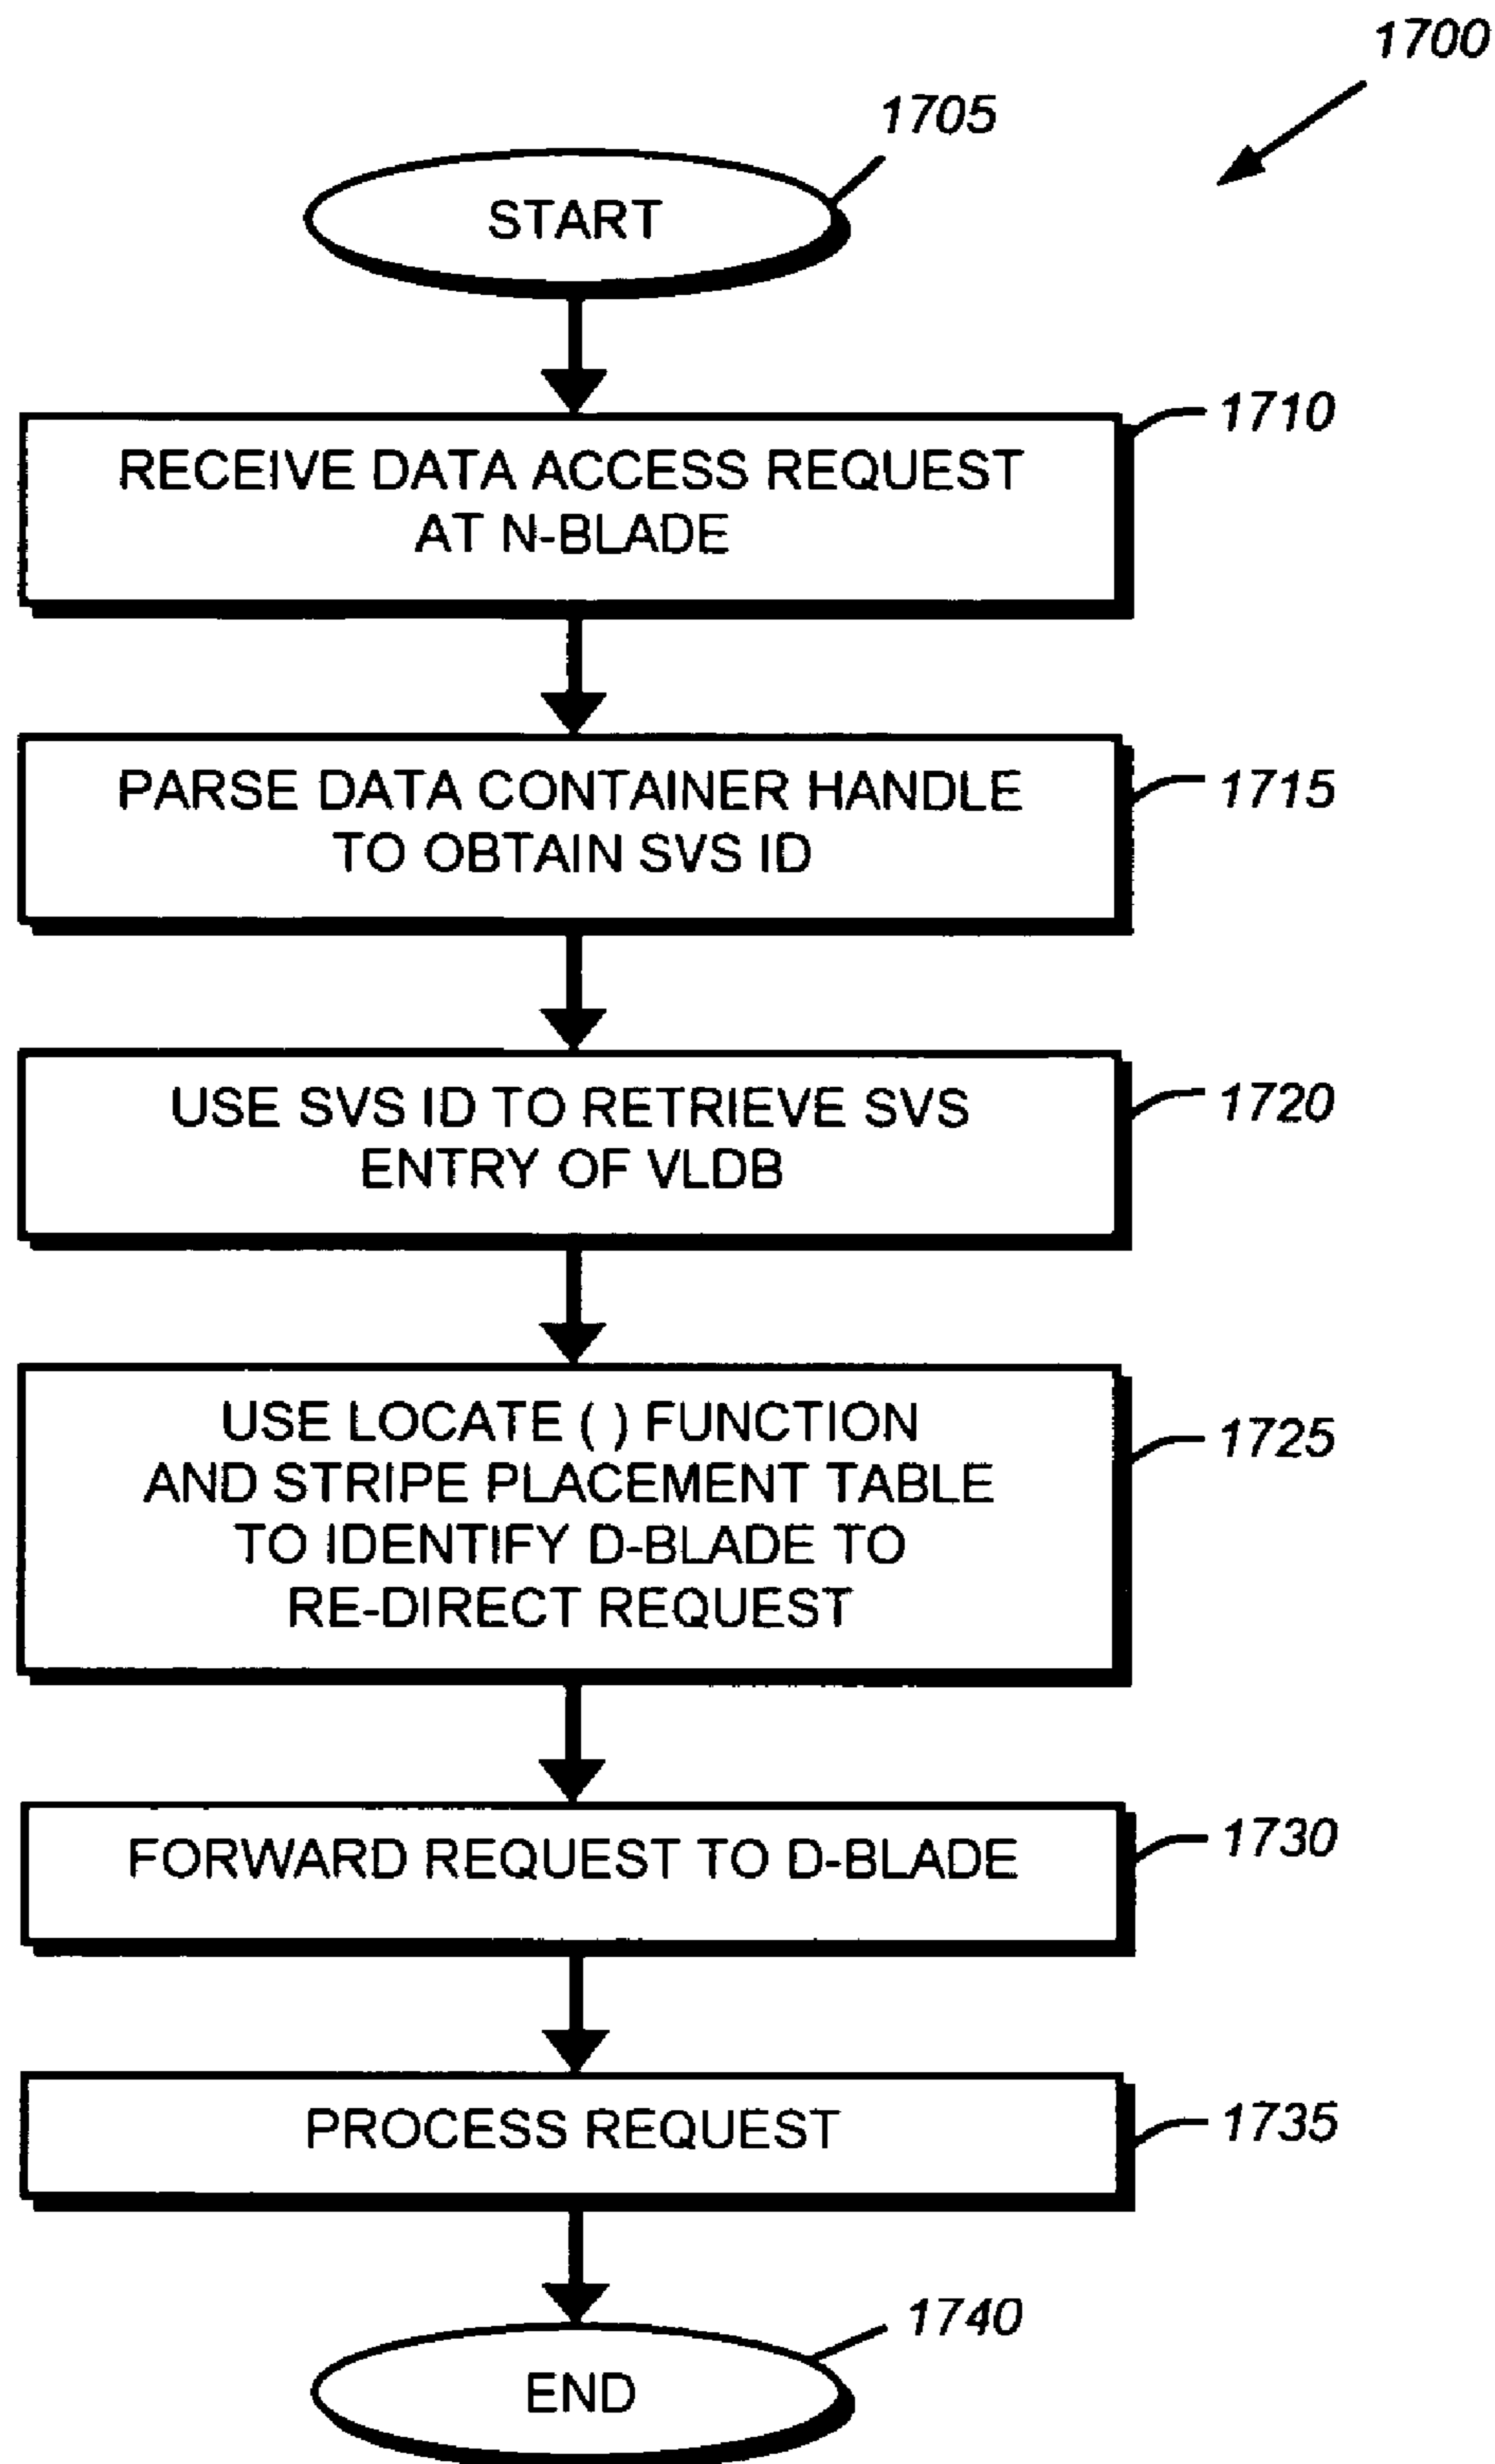 1700
1705
START
1710
RECEIVE DATA ACCESS REQUEST
AT N-BLADE
1715
PARSE DATA CONTAINER HANDLE
TO OBTAIN SVS ID
1720
USE SVS ID TO RETRIEVE SVS
ENTRY OF VLDB
1725
USE LOCATE ( ) FUNCTION
AND STRIPE PLACEMENT TABLE
TO IDENTIFY D-BLADE TO
RE-DIRECT REQUEST
1730
FORWARD REQUEST TO D-BLADE
1735
PROCESS REQUEST
1740
END